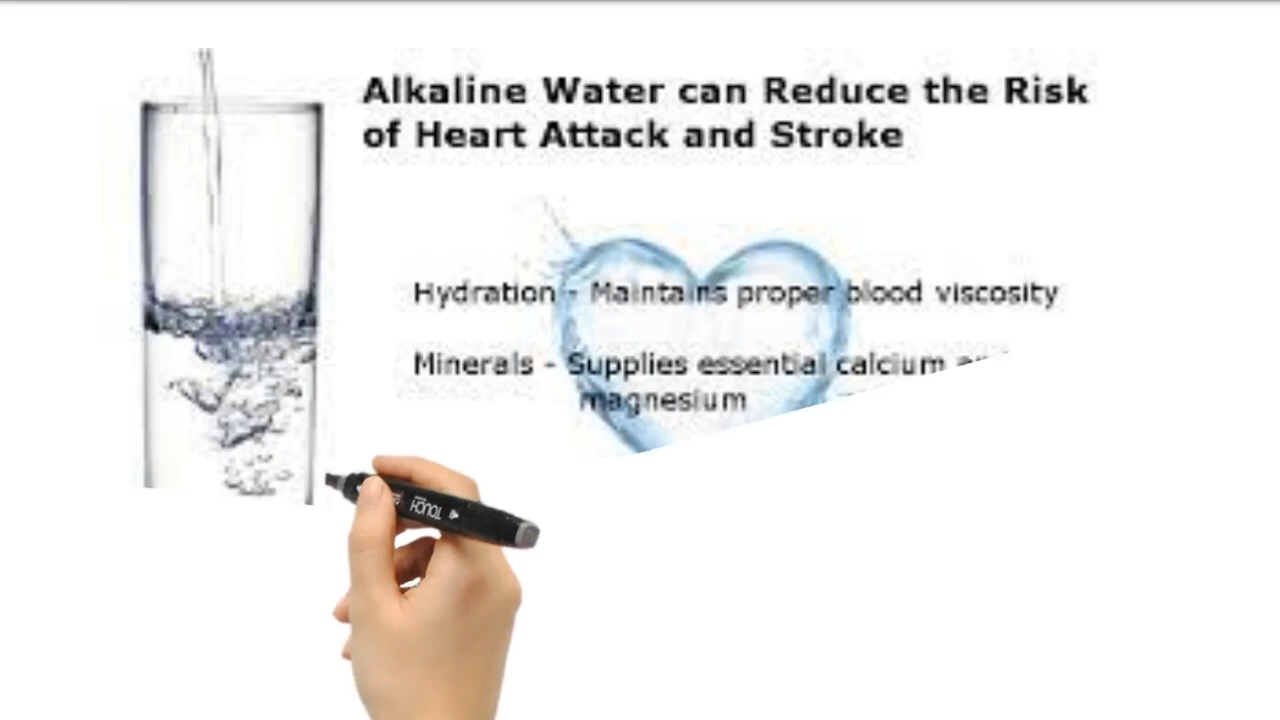 Alkaline Water can Reduce the Risk
of Heart Attack and Stroke
Hydration - Maintains proper blood viscosity
Minerals - Supplies essential calcium
magnesium
TOUCH